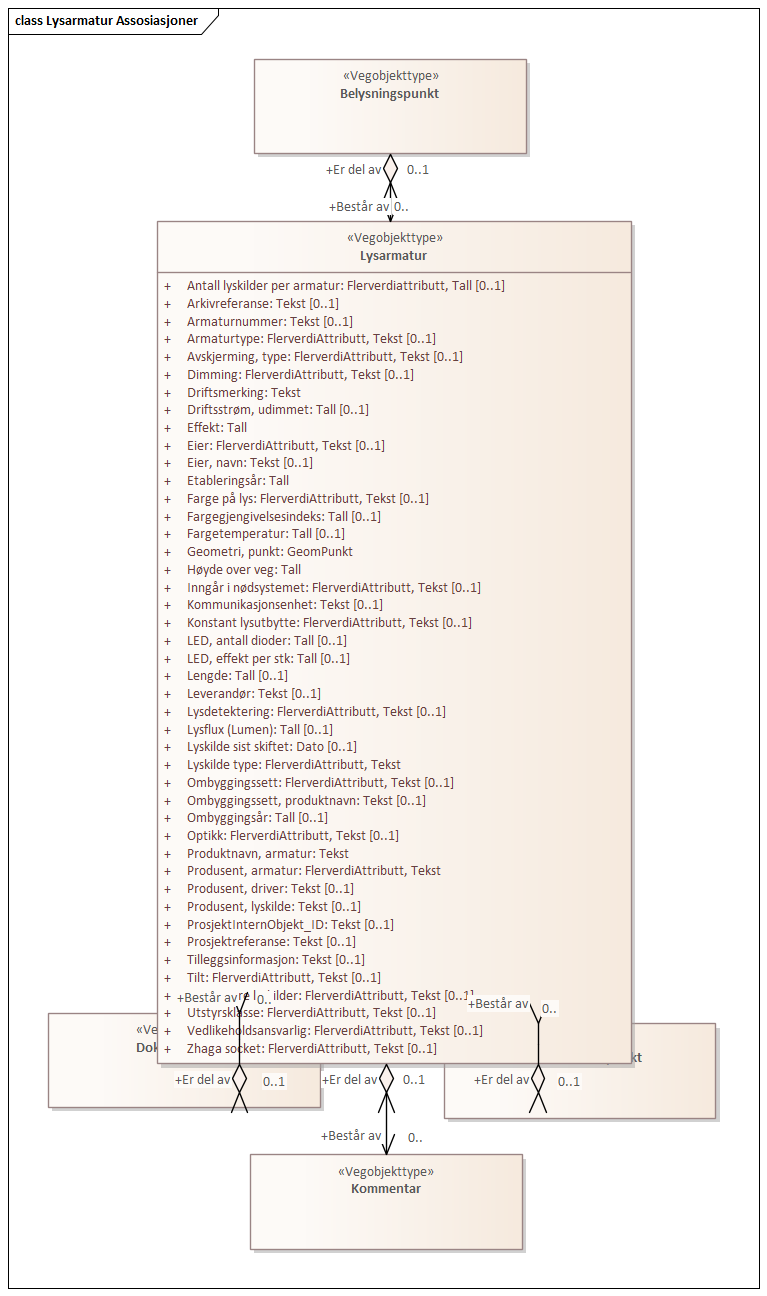 class Lysarmatur Assosiasjoner
«Vegobjekttype»
Belysningspunkt
+Er del av 0..1
+Består av 0..
«Vegobjekttype»
Lysarmatur
+ Antall lyskilder per armatur: Flerverdiattributt, Tall [0..1]
+ Arkivreferanse: Tekst [0..1]
+ Armaturnummer: Tekst [0..1]
+ Armaturtype: FlerverdiAttributt, Tekst [0..1]
+ Avskjerming, type: FlerverdiAttributt, Tekst [0..1]
+ Dimming: FlerverdiAttributt, Tekst [0..1]
+ Driftsmerking: Tekst
+ Driftsstrøm, udimmet: Tall [0..1]
+ Effekt: Tall
+ Eier: FlerverdiAttributt, Tekst [0..1]
+ Eier, navn: Tekst [0..1]
+ Etableringsår: Tall
+ Farge på lys: FlerverdiAttributt, Tekst [0..1]
+ Fargegjengivelsesindeks: Tall [0..1]
+ Fargetemperatur: Tall [0..1]
+ Geometri, punkt: GeomPunkt
+ Høyde over veg: Tall
+ Inngår i nødsystemet: FlerverdiAttributt, Tekst [0..1]
+ Kommunikasjonsenhet: Tekst [0..1]
+ Konstant lysutbytte: FlerverdiAttributt, Tekst [0..1]
+ LED, antall dioder: Tall [0..1]
+ LED, effekt per stk: Tall [0..1]
+ Lengde: Tall [0..1]
+ Leverandør: Tekst [0..1]
+ Lysdetektering: FlerverdiAttributt, Tekst [0..1]
+ Lysflux (Lumen): Tall [0..1]
+ Lyskilde sist skiftet: Dato [0..1]
+ Lyskilde type: FlerverdiAttributt, Tekst
+ Ombyggingssett: FlerverdiAttributt, Tekst [0..1]
+ Ombyggingssett, produktnavn: Tekst [0..1]
+ Ombyggingsår: Tall [0..1]
+ Optikk: FlerverdiAttributt, Tekst [0..1]
+ Produktnavn, armatur: Tekst
+ Produsent, armatur: FlerverdiAttributt, Tekst
+ Produsent, driver: Tekst [0..1]
+ Produsent, lyskilde: Tekst [0..1]
+ ProsjektInternObjekt_ID: Tekst [0..1]
+ Prosjektreferanse: Tekst [0..1]
+ Tilleggsinformasjon: Tekst [0..1]
+ Tilt: FlerverdiAttributt, Tekst [0..1]
+ FlerverdiAttributt, Tekst [0..1]
+Består av 0..
+Består av 0..
+ Utstyrsklasse: FlerverdiAttributt, Tekst [0..1]
+ Vedlikeholdsansvarlig: FlerverdiAttributt, Tekst [0..1]
+ Zhaga socket: FlerverdiAttributt, Tekst [0..1]
+Er del av 0..1
+Er del av 0..1
+Er del av 0..1
+Består av 0..
«Vegobjekttype»
Kommentar